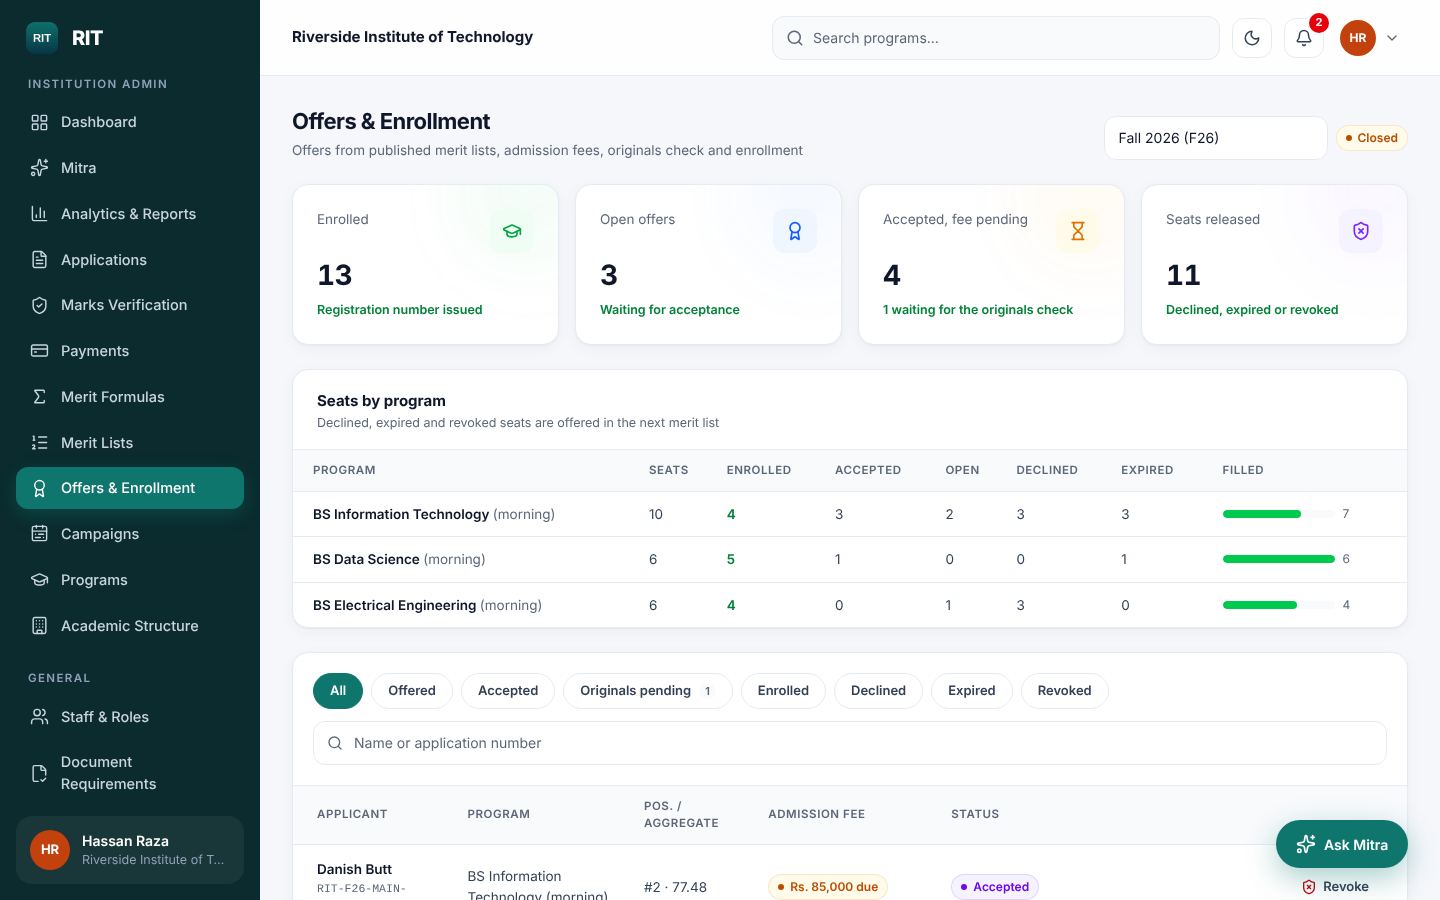 RIT
RIT
INSTITUTION ADMIN
Dashboard
Mitra
Analytics & Reports
Applications
Marks Verification
Payments
Merit Formulas
Merit Lists
Offers & Enrollment
Campaigns
Programs
Academic Structure
GENERAL
Staff & Roles
Document
Requirements
HR
Hassan Raza
Riverside Institute of T...
Riverside Institute of Technology
Search programs...
2
HR
Offers & Enrollment
Offers from published merit lists, admission fees, originals check and enrollment
Fall 2026 (F26)
Closed
Enrolled
13
Registration number issued
Open offers
3
Waiting for acceptance
Accepted, fee pending
4
1 waiting for the originals check
Seats released
11
Declined, expired or revoked
Seats by program
Declined, expired and revoked seats are offered in the next merit list
PROGRAM SEATS ENROLLED ACCEPTED OPEN DECLINED EXPIRED FILLED
BS Information Technology (morning) 10 4 3 2 3 3 7
BS Data Science (morning) 6 5 1 0 0 1 6
BS Electrical Engineering (morning) 6 4 0 1 3 0 4
All Offered Accepted Originals pending 1 Enrolled Declined Expired Revoked
Name or application number
APPLICANT PROGRAM POS. / AGGREGATE ADMISSION FEE STATUS
Danish Butt
RIT-F26-MAIN-
BS Information
Technology (morning)
#2 · 77.48
Rs. 85,000 due
Accepted
Revoke
Ask Mitra